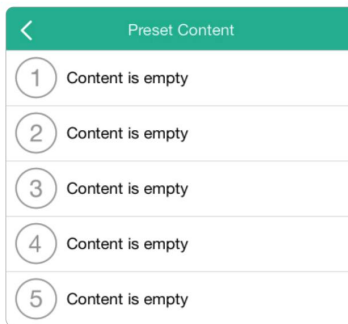 Preset Content
1 Content is empty
2 Content is empty
3 Content is empty
4 Content is empty
5 Content is empty